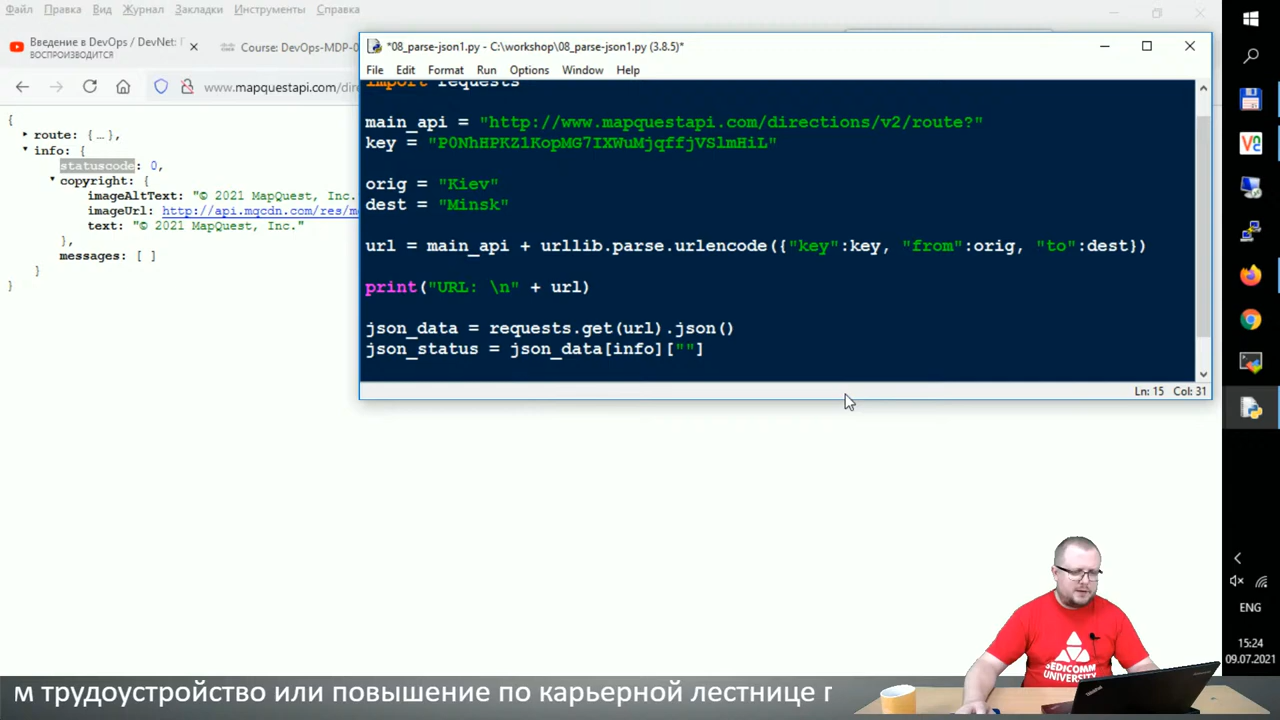 Файл Правка Вид Журнал Закладки Инструменты Справка
Введение в DevOps / DevNet:
ВОСПРОИЗВОДИТСЯ
Course: DevOps-MDP-0
www.mapquestapi.com/dire
{
route: {…},
info: {
statuscode: 0,
copyright: {
imageAltText: "© 2021 MapQuest, Inc.
imageUrl: http://api.mqcdn.com/res/m
text: "© 2021 MapQuest, Inc."
},
messages: [ ]
}
}
*08_parse-json1.py - C:\workshop\08_parse-json1.py (3.8.5)*
File Edit Format Run Options Window Help
import requests
main_api = "http://www.mapquestapi.com/directions/v2/route?"
key = "P0NhHPKZ1KopMG7IXWuMjqffjVSlmHiL"
orig = "Kiev"
dest = "Minsk"
url = main_api + urllib.parse.urlencode({"key":key, "from":orig, "to":dest})
print("URL: \n" + url)
json_data = requests.get(url).json()
json_status = json_data[info][""]
Ln: 15 Col: 31
ENG
15:24
09.07.2021
SEDICOMM
UNIVERSITY
м трудоустройство или повышение по карьерной лестнице п